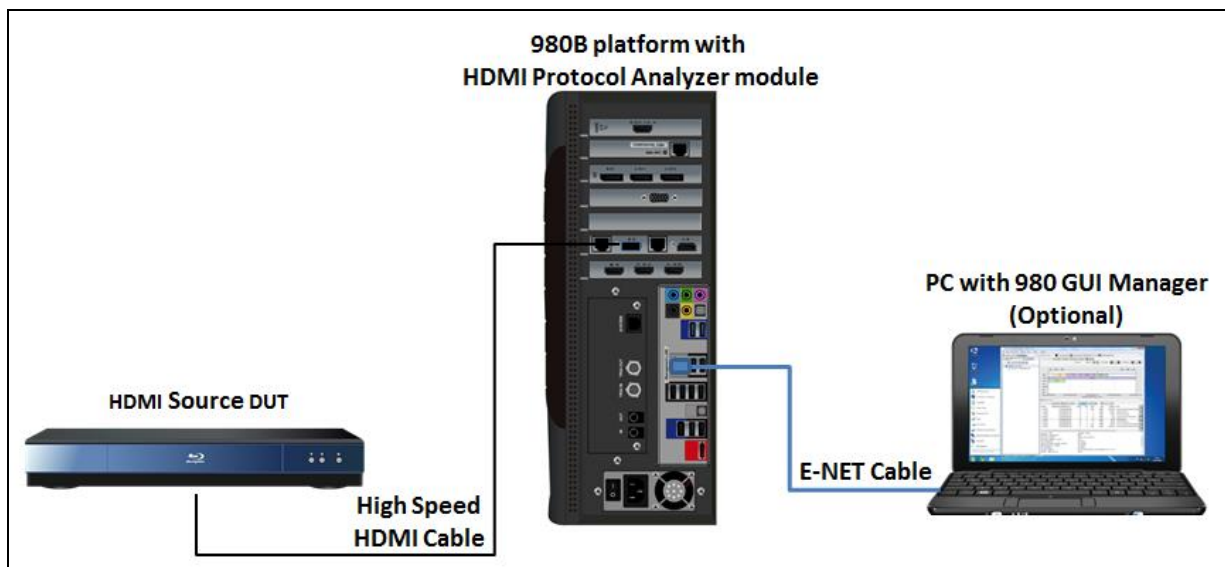 980B platform with
HDMI Protocol Analyzer module
PC with 980 GUI Manager
(Optional)
HDMI Source DUT
E-NET Cable
High Speed
HDMI Cable